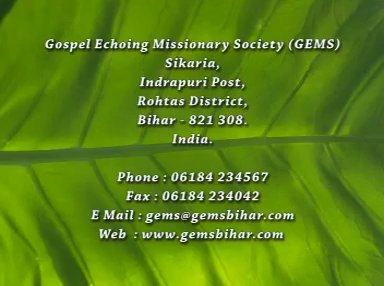 Gospel Echoing Missionary Society (GEMS)
Sikaria,
Indrapuri Post,
Rohtas District,
Bihar - 821 308.
India.
Phone : 06184 234567
Fax : 06184 234042
E Mail : gems@gemsbihar.com
Web : www.gemsbihar.com